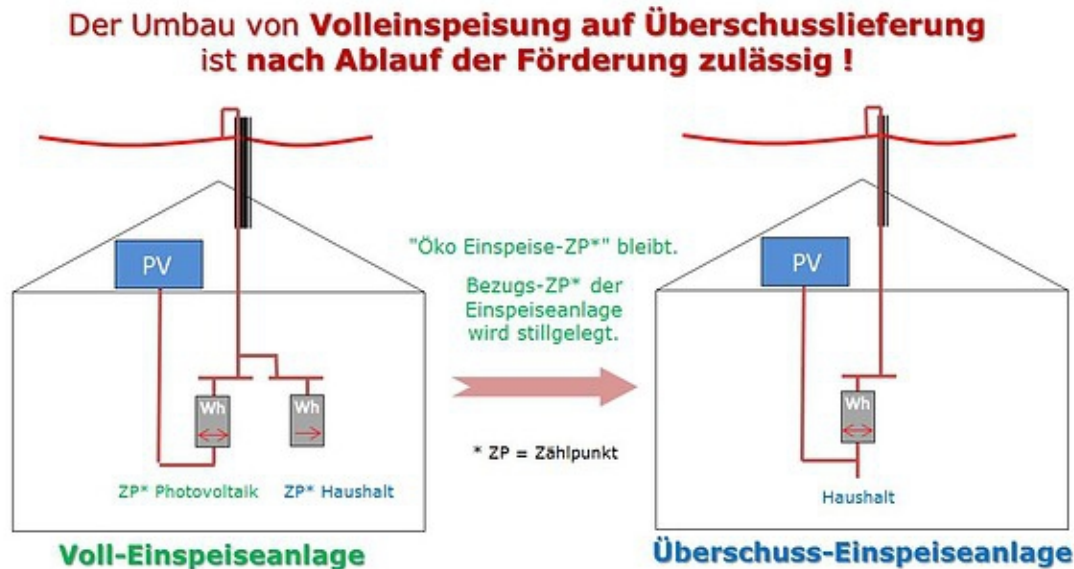 Der Umbau von Volleinspeisung auf Überschusslieferung
ist nach Ablauf der Förderung zulässig !
PV
Wh
Wh
ZP* Photovoltaik
ZP* Haushalt
Voll-Einspeiseanlage
"Öko Einspeise-ZP*" bleibt.
Bezugs-ZP* der
Einspeiseanlage
wird stillgelegt.
* ZP = Zählpunkt
PV
Wh
Haushalt
Überschuss-Einspeiseanlage